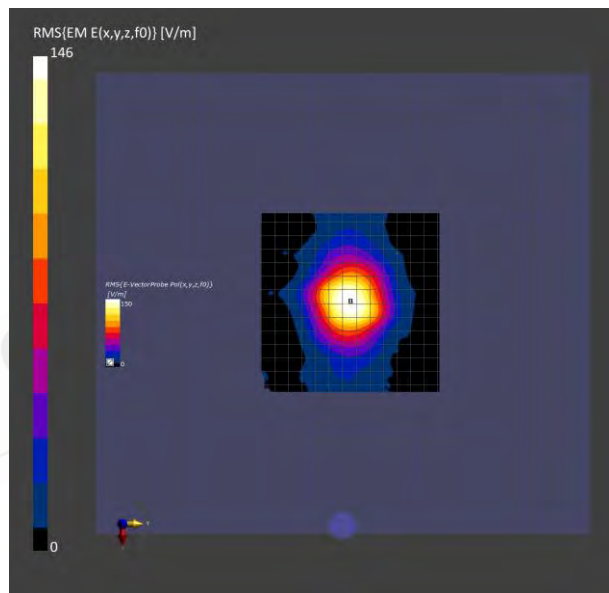 RMS{EM E(x,y,z,f0)} [V/m]
146
RMS{E-VectorProbe Pol(x,y,z,f0)}
[V/m]
150
0
0